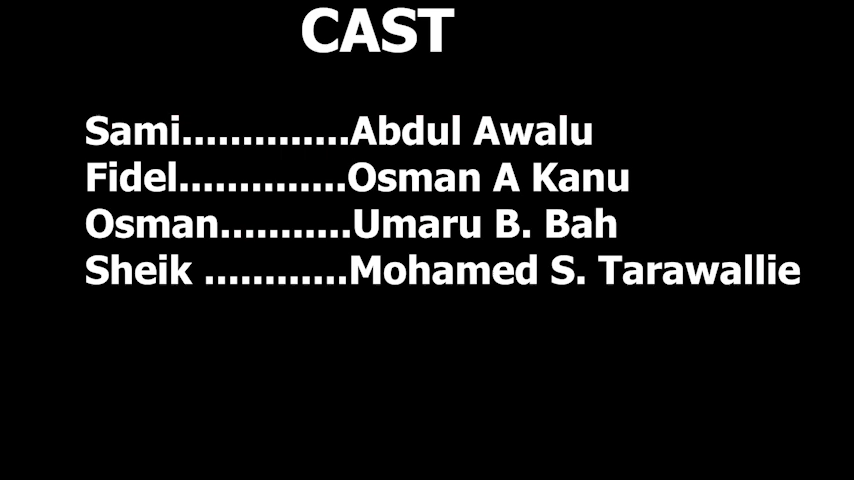 CAST
Sami..............Abdul Awalu
Fidel..............Osman A Kanu
Osman...........Umaru B. Bah
Sheik ............Mohamed S. Tarawallie